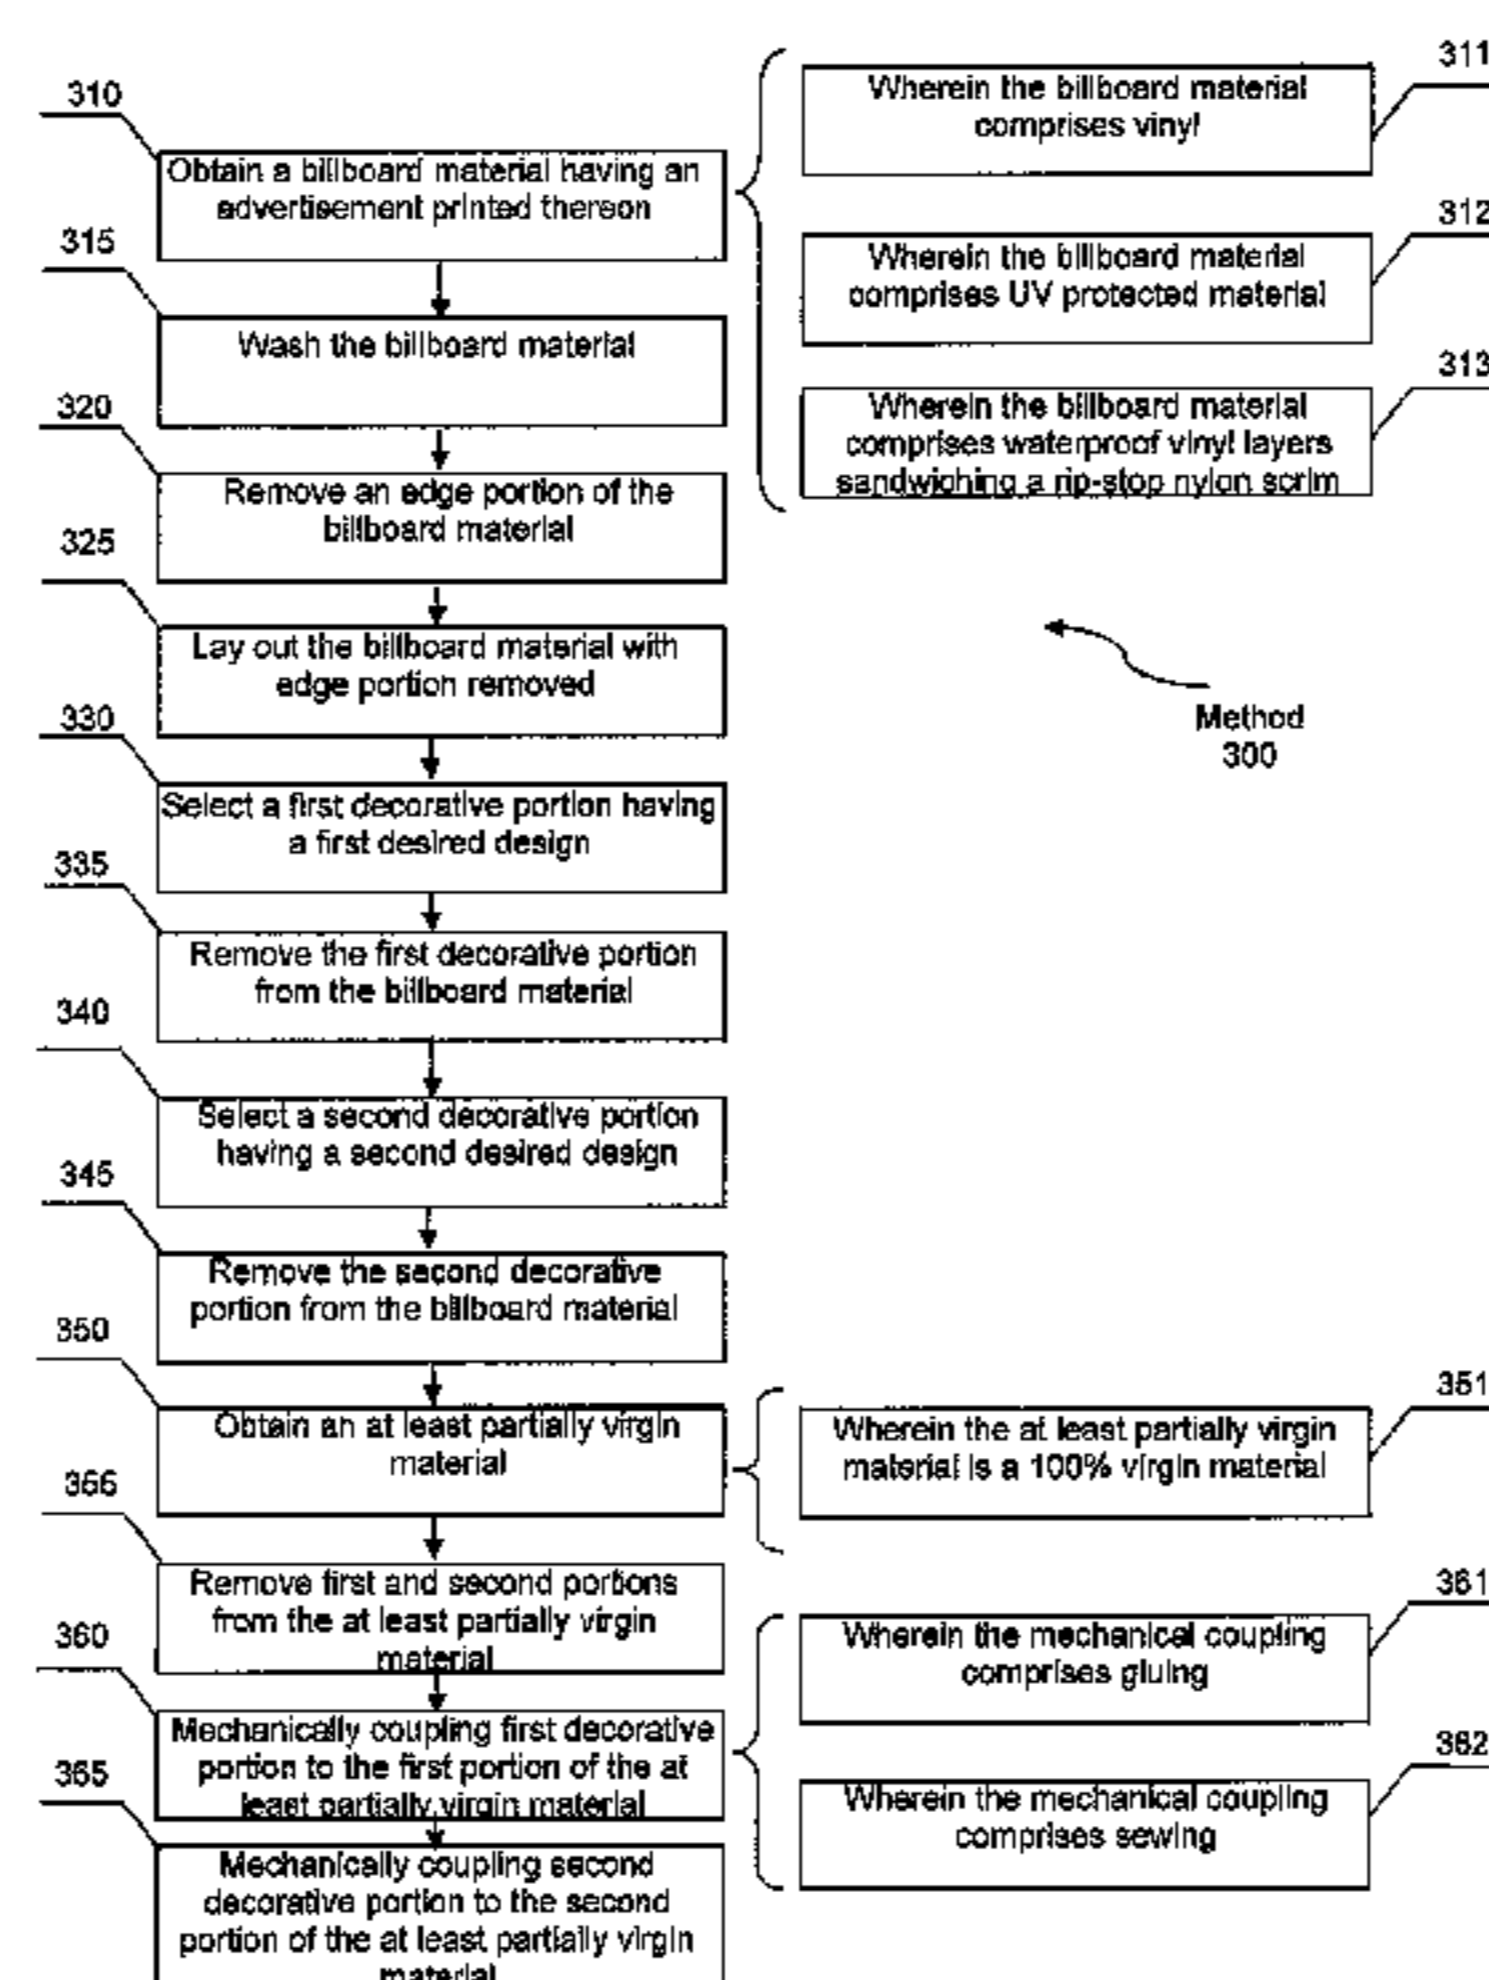 310
Obtain a billboard material having an
advertisement printed thereon
315
Wash the billboard material
320
Remove an edge portion of the
billboard material
325
Lay out the billboard material with
edge portion removed
330
Select a first decorative portion having
a first desired design
335
Remove the first decorative portion
from the billboard material
340
Select a second decorative portion
having a second desired design
345
Remove the second decorative
portion from the billboard material
350
Obtain an at least partially virgin
material
355
Remove first and second portions
from the at least partially virgin
material
360
Mechanically coupling first decorative
portion to the first portion of the at
least partially virgin material
365
Mechanically coupling second
decorative portion to the second
portion of the at least partially virgin
material
311
Wherein the billboard material
comprises vinyl
312
Wherein the billboard material
comprises UV protected material
313
Wherein the billboard material
comprises waterproof vinyl layers
sandwiching a rip-stop nylon scrim
Method
300
351
Wherein the at least partially virgin
material is a 100% virgin material
361
Wherein the mechanical coupling
comprises gluing
362
Wherein the mechanical coupling
comprises sewing